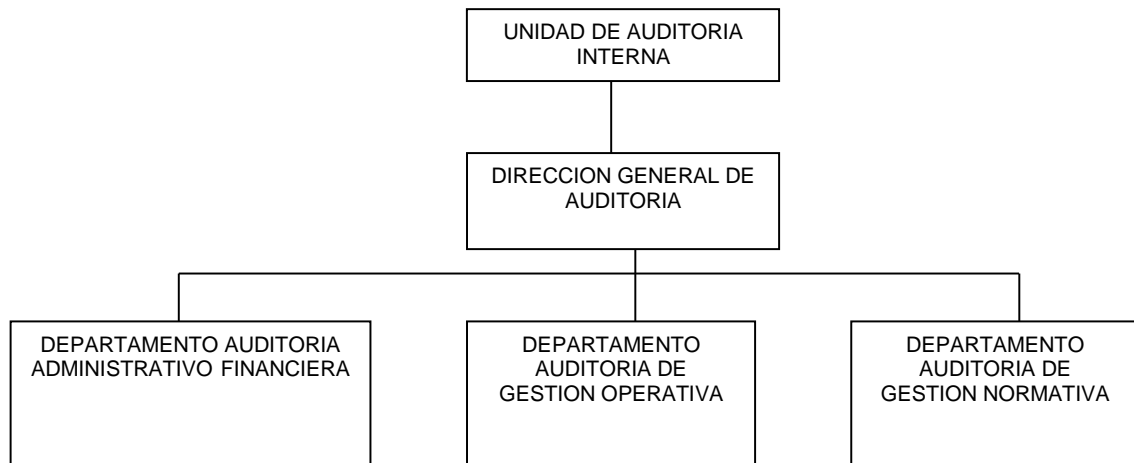 UNIDAD DE AUDITORIA
INTERNA
DIRECCION GENERAL DE
AUDITORIA
DEPARTAMENTO AUDITORIA
ADMINISTRATIVO FINANCIERA
DEPARTAMENTO
AUDITORIA DE
GESTION OPERATIVA
DEPARTAMENTO
AUDITORIA DE
GESTION NORMATIVA